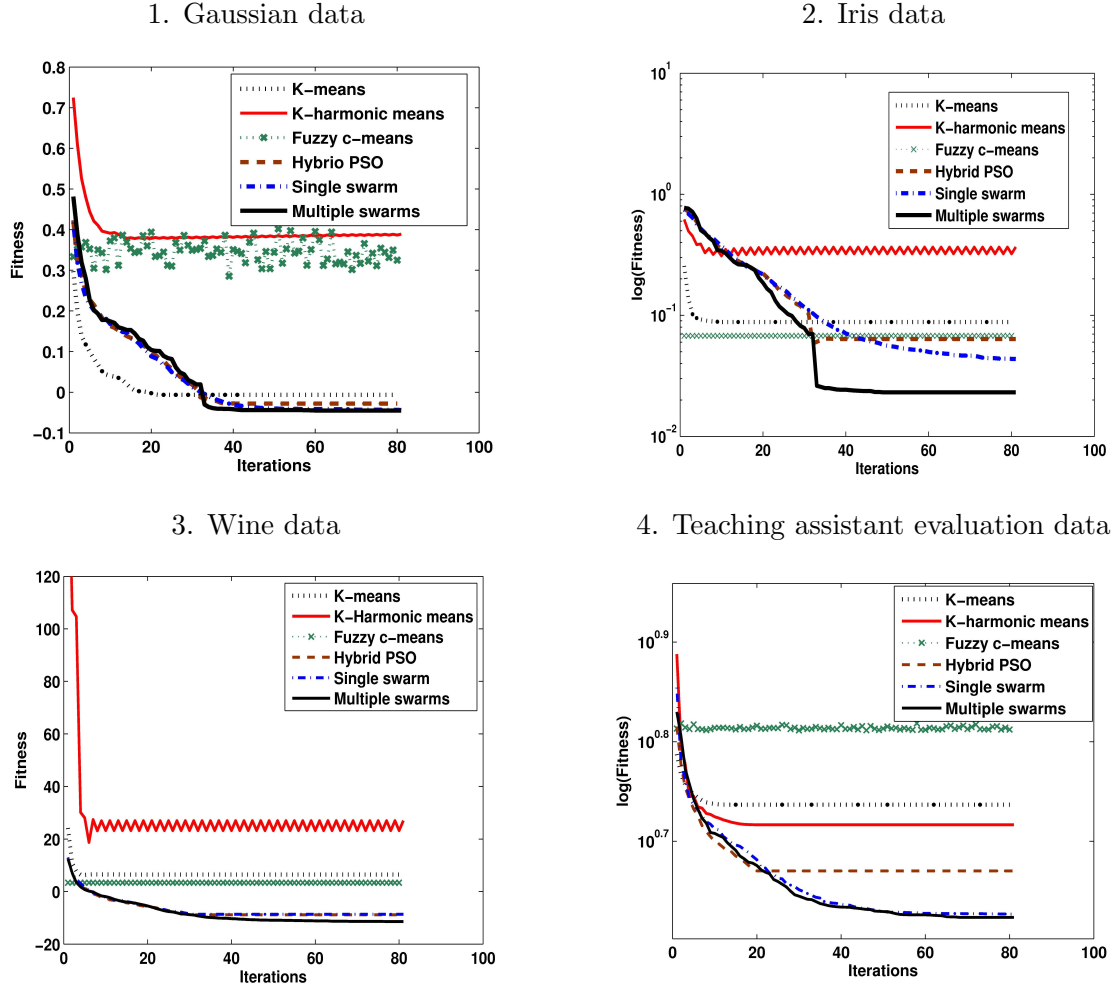 1. Gaussian data
0.8
0.7
0.6
0.5
0.4
0.3
0.2
0.1
0
−0.1
0 20 40 60 80 100
Fitness
Iterations
K−means
K−harmonic means
Fuzzy c−means
Hybrio PSO
Single swarm
Multiple swarms
2. Iris data
10^1
10^0
10^−1
10^−2
0 20 40 60 80 100
log(Fitness)
Iterations
K−means
K−harmonic means
Fuzzy c−means
Hybrid PSO
Single swarm
Multiple swarms
3. Wine data
120
100
80
60
40
20
0
−20
0 20 40 60 80 100
Fitness
Iterations
K−means
K−Harmonic means
Fuzzy c−means
Hybrid PSO
Single swarm
Multiple swarms
4. Teaching assistant evaluation data
10^0.9
10^0.8
10^0.7
0 20 40 60 80 100
log(Fitness)
Iterations
K−means
K−harmonic means
Fuzzy c−means
Hybrid PSO
Single swarm
Multiple swarms